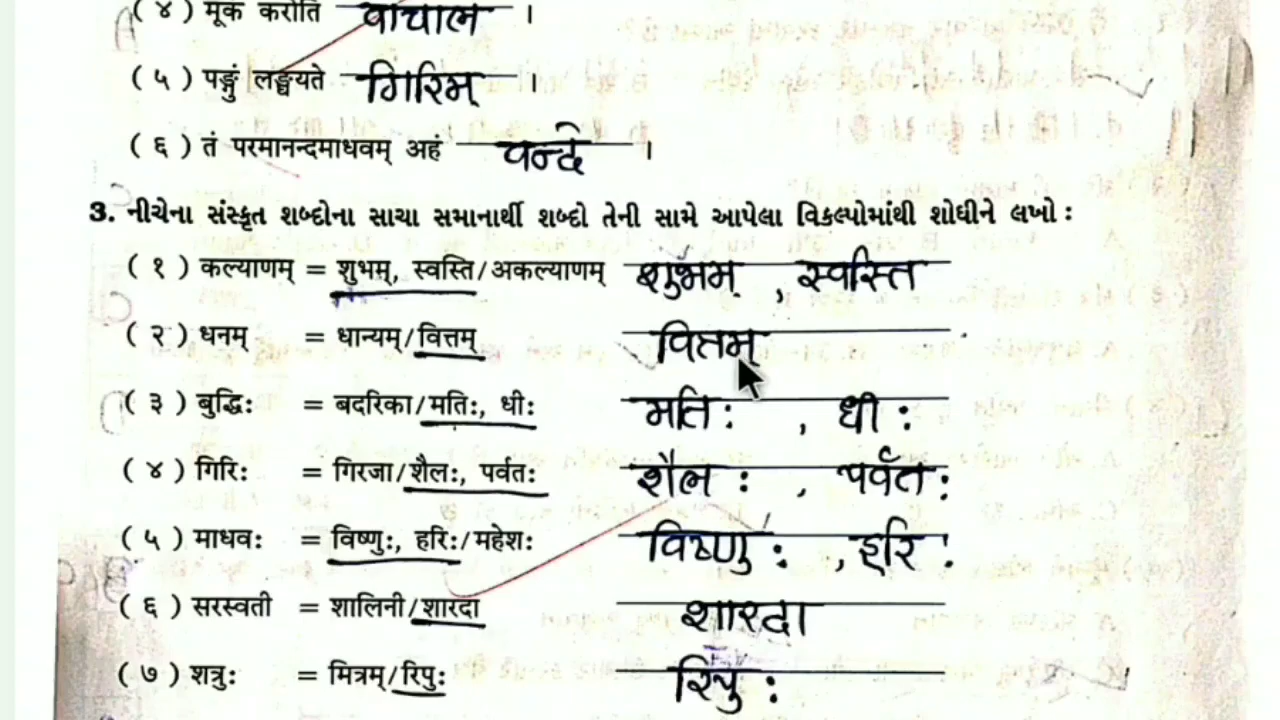 (४) मूक करोति वाचाल ।
(५) पङ्गुं लङ्घयते गिरिम् ।
(६) तं परमानन्दमाधवम् अहं वन्दे ।
3. નીચેના સંસ્કૃત શબ્દોના સાચા સમાનાર્થી શબ્દો તેની સામે આપેલા વિકલ્પોમાંથી શોધીને લખો :
(१) कल्याणम् = शुभम्, स्वस्ति/अकल्याणम् शुभम् , स्वस्ति
(२) धनम् = धान्यम्/वित्तम् वित्तम्
(३) बुद्धिः = बदरिका/मतिः, धीः मतिः , धीः
(४) गिरिः = गिरजा/शैलः, पर्वतः शैलः , पर्वतः
(५) माधवः = विष्णुः, हरिः/महेशः विष्णुः , हरिः
(६) सरस्वती = शालिनी/शारदा शारदा
(७) शत्रुः = मित्रम्/रिपुः रिपुः